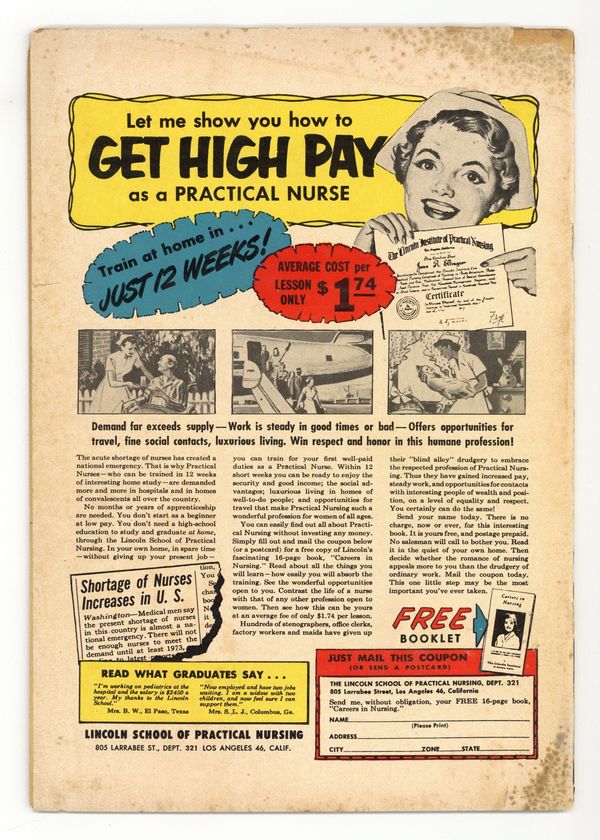 Let me show you how to
GET HIGH PAY
as a PRACTICAL NURSE
Train at home in . . .
JUST 12 WEEKS!
AVERAGE COST per
LESSON
ONLY $1.74
The Lincoln Institute of Practical Nursing
Certificate
Demand far exceeds supply—Work is steady in good times or bad—Offers opportunities for
travel, fine social contacts, luxurious living. Win respect and honor in this humane profession!
The acute shortage of nurses has created a
national emergency. That is why Practical
Nurses—who can be trained in 12 weeks
of interesting home study—are demanded
more and more in hospitals and in homes
of convalescents all over the country.
No months or years of apprenticeship
are needed. You don't start as a beginner
at low pay. You don't need a high-school
education to study and graduate at home,
through the Lincoln School of Practical
Nursing. In your own home, in spare time
—without giving up your present job—
you can train for your first well-paid
duties as a Practical Nurse. Within 12
short weeks you can be ready to enjoy the
security and good income; the social ad-
vantages; luxurious living in homes of
well-to-do people; and opportunities for
travel that make Practical Nursing such a
wonderful profession for women of all ages.
You can easily find out all about Practi-
cal Nursing without investing any money.
Simply fill out and mail the coupon below
(or a postcard) for a free copy of Lincoln's
fascinating 16-page book, "Careers in
Nursing." Read about all the things you
will learn—how easily you will absorb the
training. See the wonderful opportunities
open to you. Contrast the life of a nurse
with that of any other profession open to
women. Then see how this can be yours
at an average fee of only $1.74 per lesson.
Hundreds of stenographers, office clerks,
factory workers and maids have given up
their "blind alley" drudgery to embrace
the respected profession of Practical Nurs-
ing. Thus they have gained increased pay,
steady work, and opportunities for contacts
with interesting people of wealth and posi-
tion, on a level of equality and respect.
You certainly can do the same!
Send your name today. There is no
charge, now or ever, for this interesting
book. It is yours free, and postage prepaid.
No salesman will call to bother you. Read
it in the quiet of your own home. Then
decide whether the romance of nursing
appeals more to you than the drudgery of
ordinary work. Mail the coupon today.
This one little step may be the most
important you've ever taken.
tion,
You
Shortage of Nurses
Increases in U. S.
Washington—Medical men say
the present shortage of nurses
in this country is almost a na-
tional emergency. There will not
be enough nurses to meet the
demand until at least 1973,
FREE
BOOKLET
Careers in
Nursing
READ WHAT GRADUATES SAY . . .
"I'm working on pediatrics at the
hospital and the salary is $2450 a
year. My thanks to the Lincoln
School."
Mrs. B. W., El Paso, Texas
"Now employed and have two jobs
waiting. I am a widow with two
children, and now feel sure I can
support them."
Mrs. S. L. J., Columbus, Ga.
LINCOLN SCHOOL OF PRACTICAL NURSING
805 LARRABEE ST., DEPT. 321 LOS ANGELES 46, CALIF.
JUST MAIL THIS COUPON
(OR SEND A POSTCARD)
THE LINCOLN SCHOOL OF PRACTICAL NURSING, DEPT. 321
805 Larrabee Street, Los Angeles 46, California
Send me, without obligation, your FREE 16-page book,
"Careers in Nursing."
NAME
(Please Print)
ADDRESS
CITY ZONE STATE